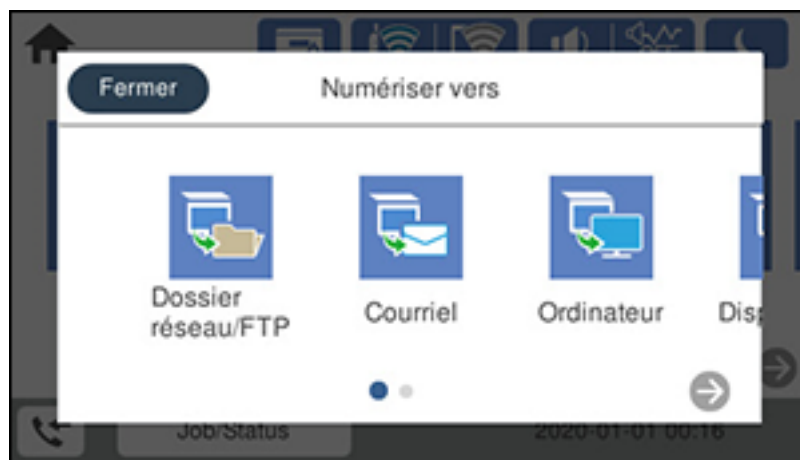 Fermer
Numériser vers
Dossier
réseau/FTP
Courriel
Ordinateur
Job/Status
2020-01-01 00:16